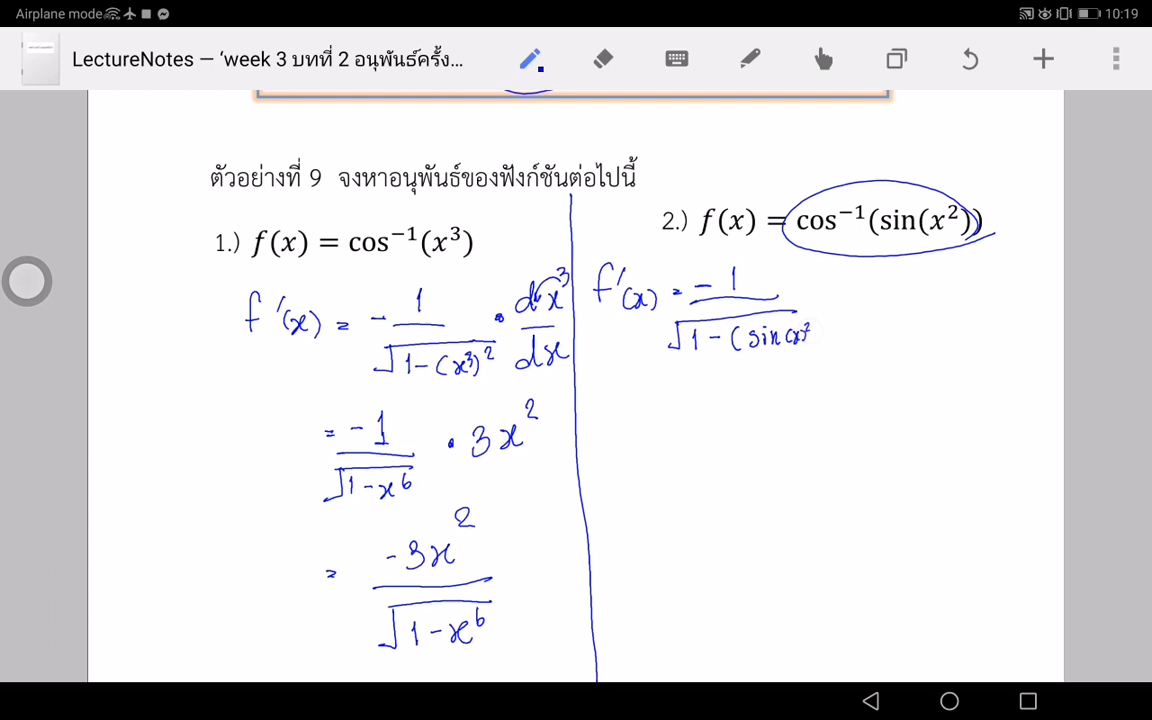 Airplane mode 10:19
LectureNotes — ‘week 3 บทที่ 2 อนุพันธ์ครั้ง...
ตัวอย่างที่ 9 จงหาอนุพันธ์ของฟังก์ชันต่อไปนี้
1.) f(x) = cos⁻¹(x³)
f'(x) = - 1/√(1-(x³)²) · dx³/dx
= -1/√(1-x⁶) · 3x²
= -3x²/√(1-x⁶)
2.) f(x) = cos⁻¹(sin(x²))
f'(x) = -1/√(1-(sin(x²